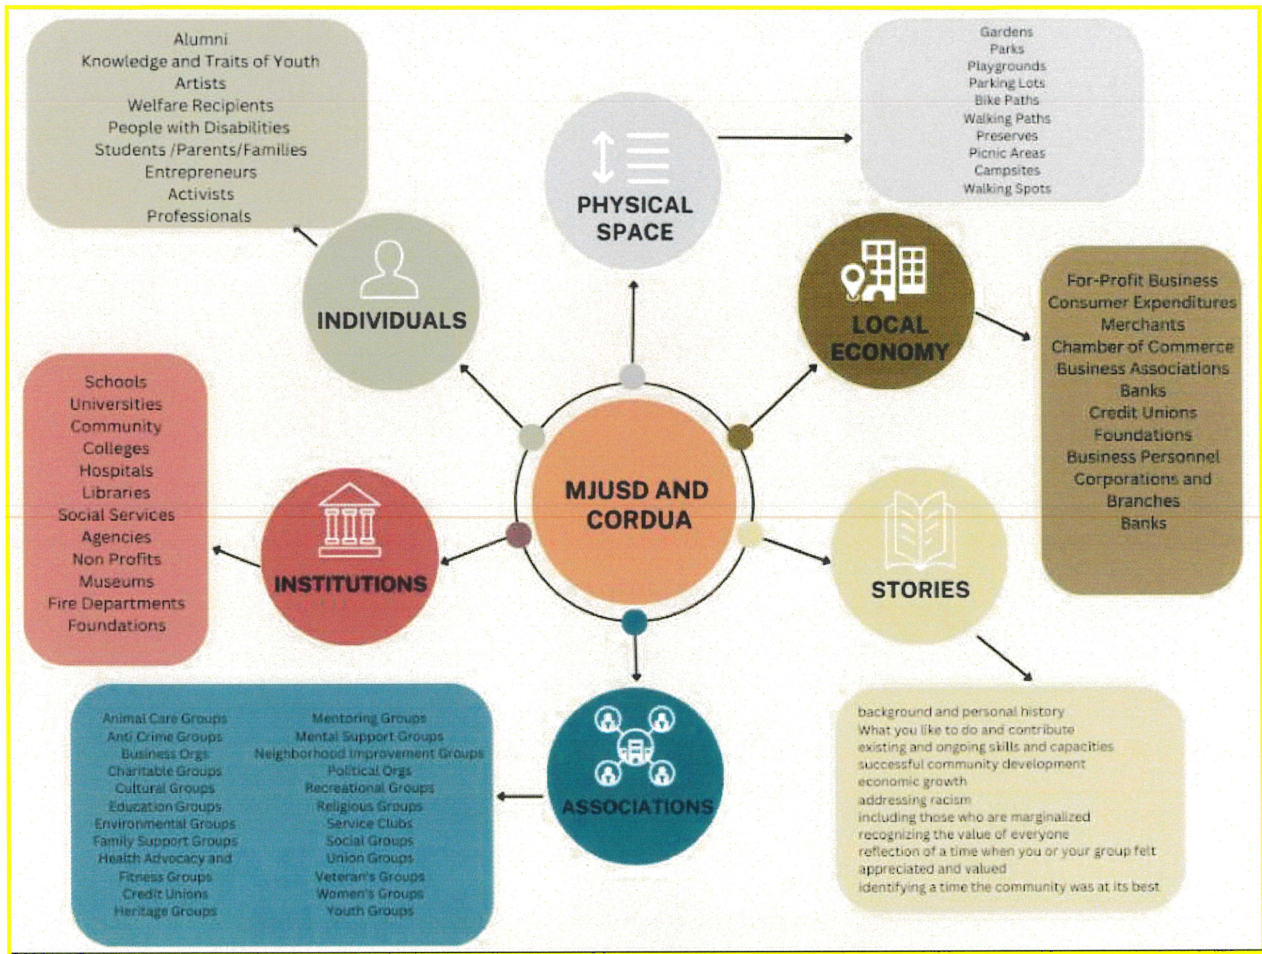 Alumni
Knowledge and Traits of Youth
Artists
Welfare Recipients
People with Disabilities
Students /Parents/Families
Entrepreneurs
Activists
Professionals
INDIVIDUALS
PHYSICAL
SPACE
Gardens
Parks
Playgrounds
Parking Lots
Bike Paths
Walking Paths
Preserves
Picnic Areas
Campsites
Walking Spots
LOCAL
ECONOMY
For-Profit Business
Consumer Expenditures
Merchants
Chamber of Commerce
Business Associations
Banks
Credit Unions
Foundations
Business Personnel
Corporations and
Branches
Banks
MJUSD AND
CORDUA
Schools
Universities
Community
Colleges
Hospitals
Libraries
Social Services
Agencies
Non Profits
Museums
Fire Departments
Foundations
INSTITUTIONS
STORIES
background and personal history
What you like to do and contribute
existing and ongoing skills and capacities
successful community development
economic growth
addressing racism
including those who are marginalized
recognizing the value of everyone
reflection of a time when you or your group felt
appreciated and valued
identifying a time the community was at its best
ASSOCIATIONS
Animal Care Groups
Anti Crime Groups
Business Orgs
Charitable Groups
Cultural Groups
Education Groups
Environmental Groups
Family Support Groups
Health Advocacy and
Fitness Groups
Credit Unions
Heritage Groups
Mentoring Groups
Mental Support Groups
Neighborhood Improvement Groups
Political Orgs
Recreational Groups
Religious Groups
Service Clubs
Social Groups
Union Groups
Veteran's Groups
Women's Groups
Youth Groups